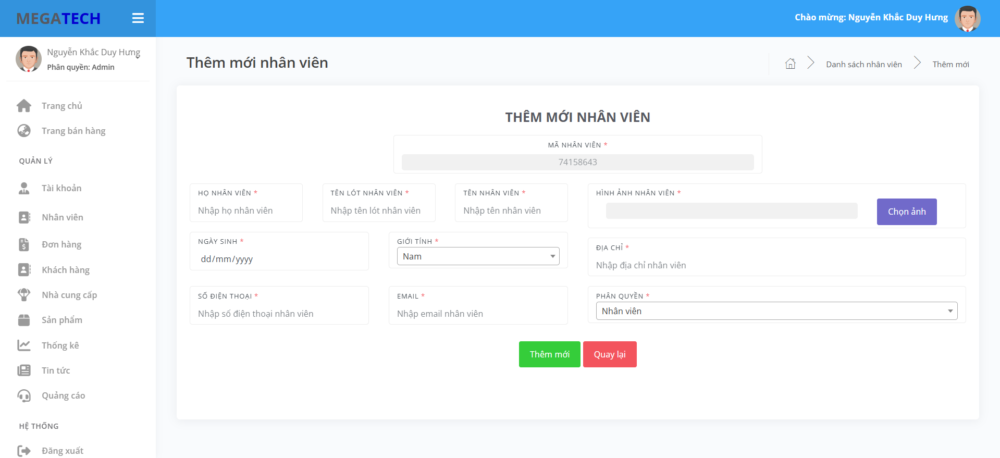 MEGATECH
Chào mừng: Nguyễn Khắc Duy Hưng
Nguyễn Khắc Duy Hưng
Phân quyền: Admin
Trang chủ
Trang bán hàng
QUẢN LÝ
Tài khoản
Nhân viên
Đơn hàng
Khách hàng
Nhà cung cấp
Sản phẩm
Thống kê
Tin tức
Quảng cáo
HỆ THỐNG
Đăng xuất
Thêm mới nhân viên
Danh sách nhân viên
Thêm mới
THÊM MỚI NHÂN VIÊN
MÃ NHÂN VIÊN *
74158643
HỌ NHÂN VIÊN *
Nhập họ nhân viên
TÊN LÓT NHÂN VIÊN *
Nhập tên lót nhân viên
TÊN NHÂN VIÊN *
Nhập tên nhân viên
HÌNH ẢNH NHÂN VIÊN *
Chọn ảnh
NGÀY SINH *
dd/mm/yyyy
GIỚI TÍNH *
Nam
ĐỊA CHỈ *
Nhập địa chỉ nhân viên
SỐ ĐIỆN THOẠI *
Nhập số điện thoại nhân viên
EMAIL *
Nhập email nhân viên
PHÂN QUYỀN *
Nhân viên
Thêm mới
Quay lại